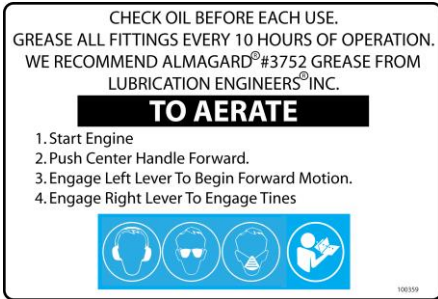 CHECK OIL BEFORE EACH USE.
GREASE ALL FITTINGS EVERY 10 HOURS OF OPERATION.
WE RECOMMEND ALMAGARD® #3752 GREASE FROM
LUBRICATION ENGINEERS® INC.
TO AERATE
1. Start Engine
2. Push Center Handle Forward.
3. Engage Left Lever To Begin Forward Motion.
4. Engage Right Lever To Engage Tines
100359